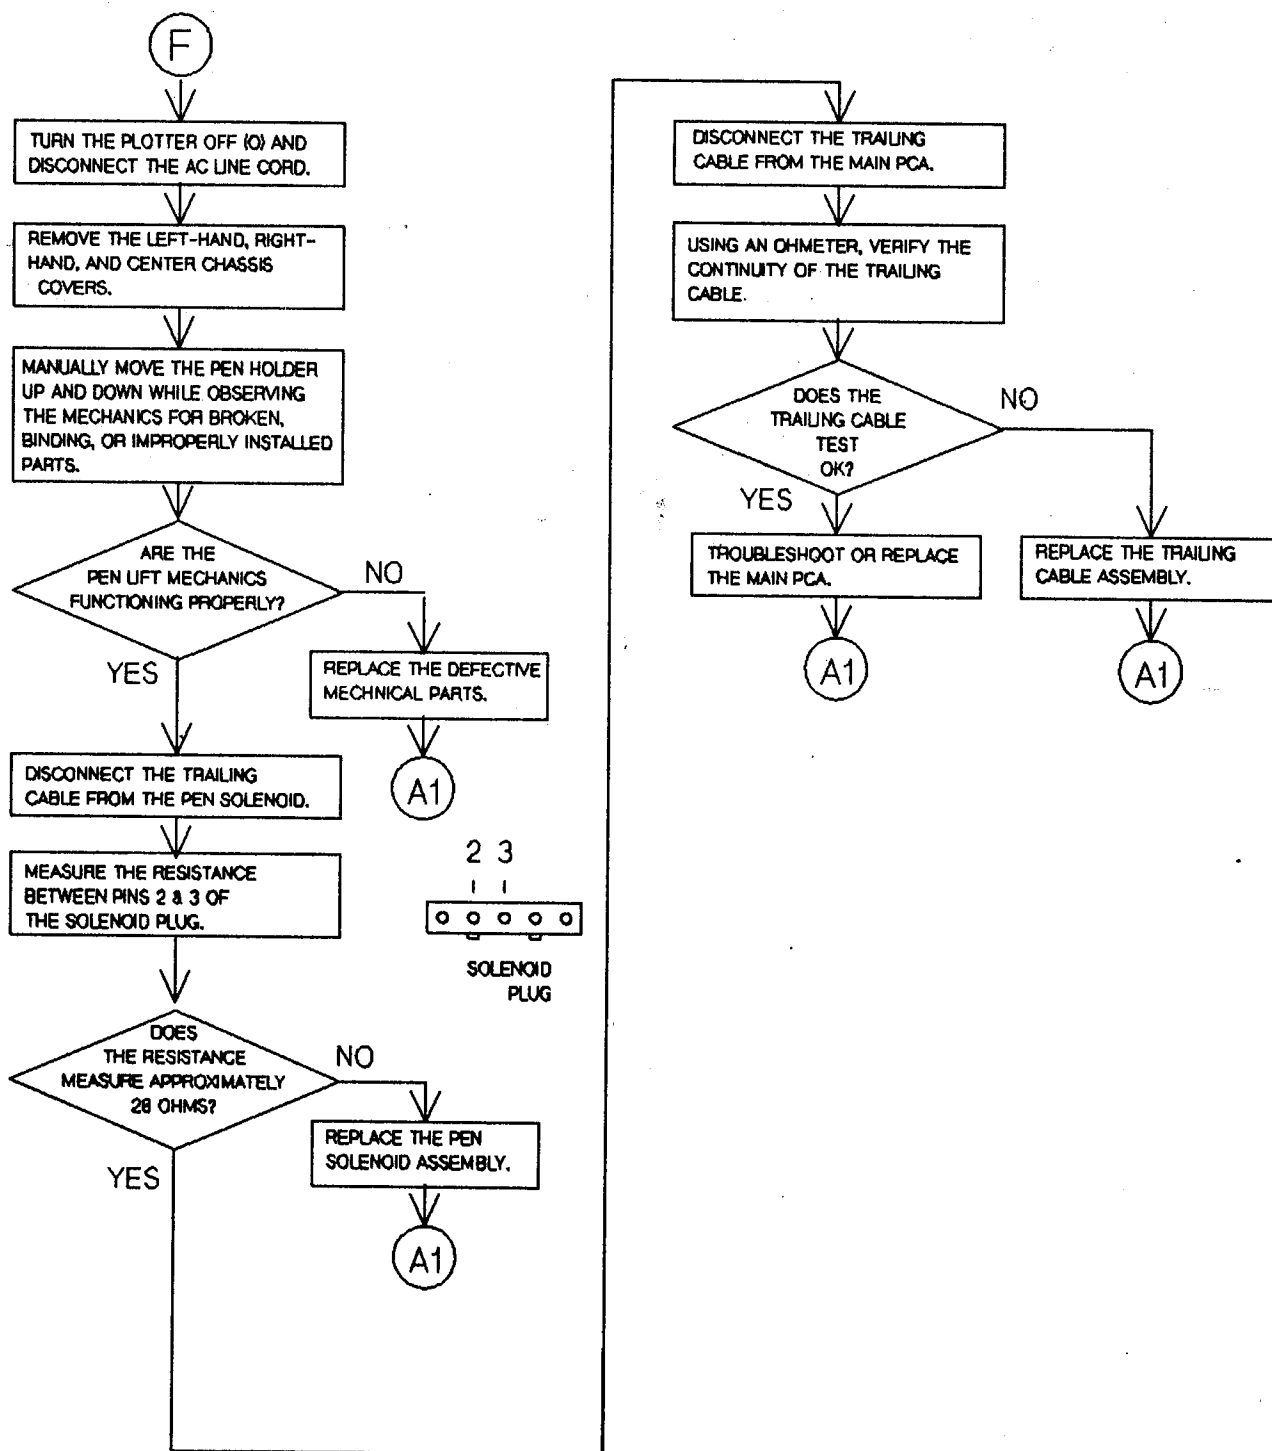 F
TURN THE PLOTTER OFF (O) AND
DISCONNECT THE AC LINE CORD.
REMOVE THE LEFT-HAND, RIGHT-
HAND, AND CENTER CHASSIS
COVERS.
MANUALLY MOVE THE PEN HOLDER
UP AND DOWN WHILE OBSERVING
THE MECHANICS FOR BROKEN,
BINDING, OR IMPROPERLY INSTALLED
PARTS.
ARE THE
PEN LIFT MECHANICS
FUNCTIONING PROPERLY?
NO
YES
REPLACE THE DEFECTIVE
MECHNICAL PARTS.
A1
DISCONNECT THE TRAILING
CABLE FROM THE PEN SOLENOID.
MEASURE THE RESISTANCE
BETWEEN PINS 2 & 3 OF
THE SOLENOID PLUG.
2 3
SOLENOID
PLUG
DOES
THE RESISTANCE
MEASURE APPROXIMATELY
OHMS?
NO
YES
REPLACE THE PEN
SOLENOID ASSEMBLY.
A1
DISCONNECT THE TRAILING
CABLE FROM THE MAIN PCA.
USING AN OHMETER, VERIFY THE
CONTINUITY OF THE TRAILING
CABLE.
DOES THE
TRAILING CABLE
TEST
OK?
NO
YES
TROUBLESHOOT OR REPLACE
THE MAIN PCA.
A1
REPLACE THE TRAILING
CABLE ASSEMBLY.
A1